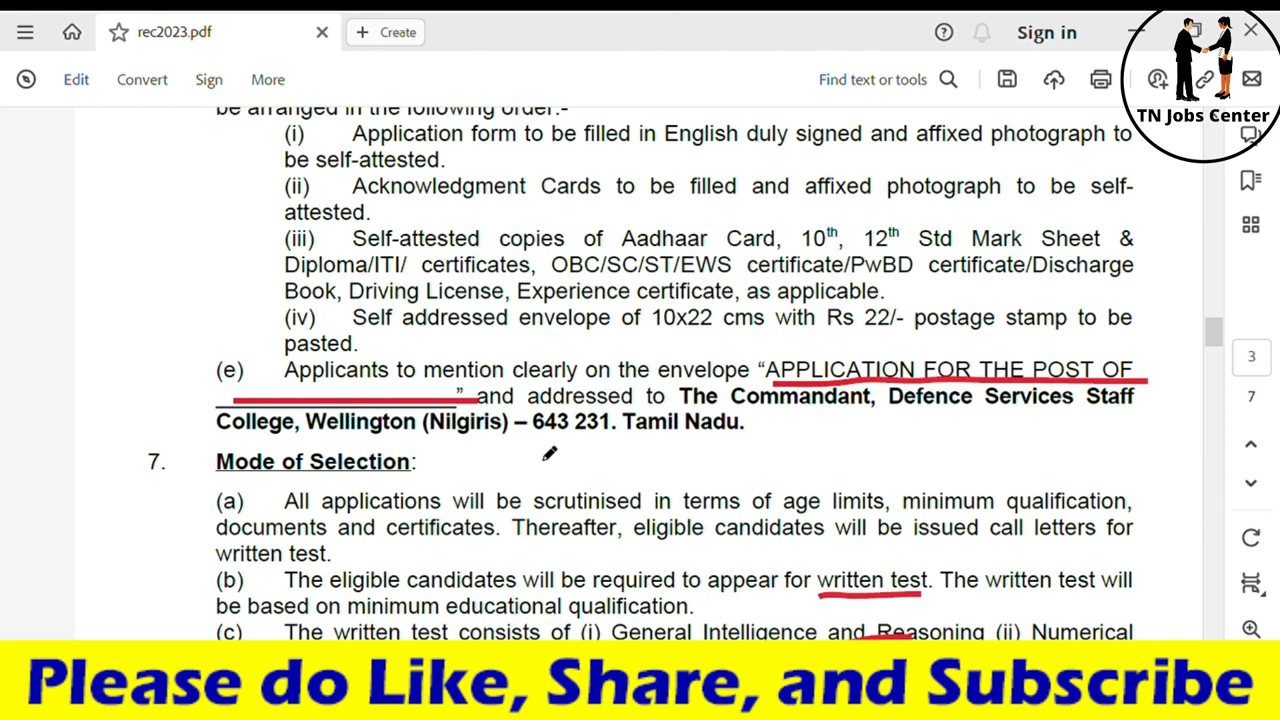 rec2023.pdf
Create
Sign in
Edit
Convert
Sign
More
Find text or tools
TN Jobs Center
be arranged in the following order:-
(i) Application form to be filled in English duly signed and affixed photograph to
be self-attested.
(ii) Acknowledgment Cards to be filled and affixed photograph to be self-
attested.
(iii) Self-attested copies of Aadhaar Card, 10th, 12th Std Mark Sheet &
Diploma/ITI/ certificates, OBC/SC/ST/EWS certificate/PwBD certificate/Discharge
Book, Driving License, Experience certificate, as applicable.
(iv) Self addressed envelope of 10x22 cms with Rs 22/- postage stamp to be
pasted.
(e) Applicants to mention clearly on the envelope “APPLICATION FOR THE POST OF
____________________” and addressed to The Commandant, Defence Services Staff
College, Wellington (Nilgiris) – 643 231. Tamil Nadu.
7. Mode of Selection:
(a) All applications will be scrutinised in terms of age limits, minimum qualification,
documents and certificates. Thereafter, eligible candidates will be issued call letters for
written test.
(b) The eligible candidates will be required to appear for written test. The written test will
be based on minimum educational qualification.
(c) The written test consists of (i) General Intelligence and Reasoning (ii) Numerical
3
7
Please do Like, Share, and Subscribe